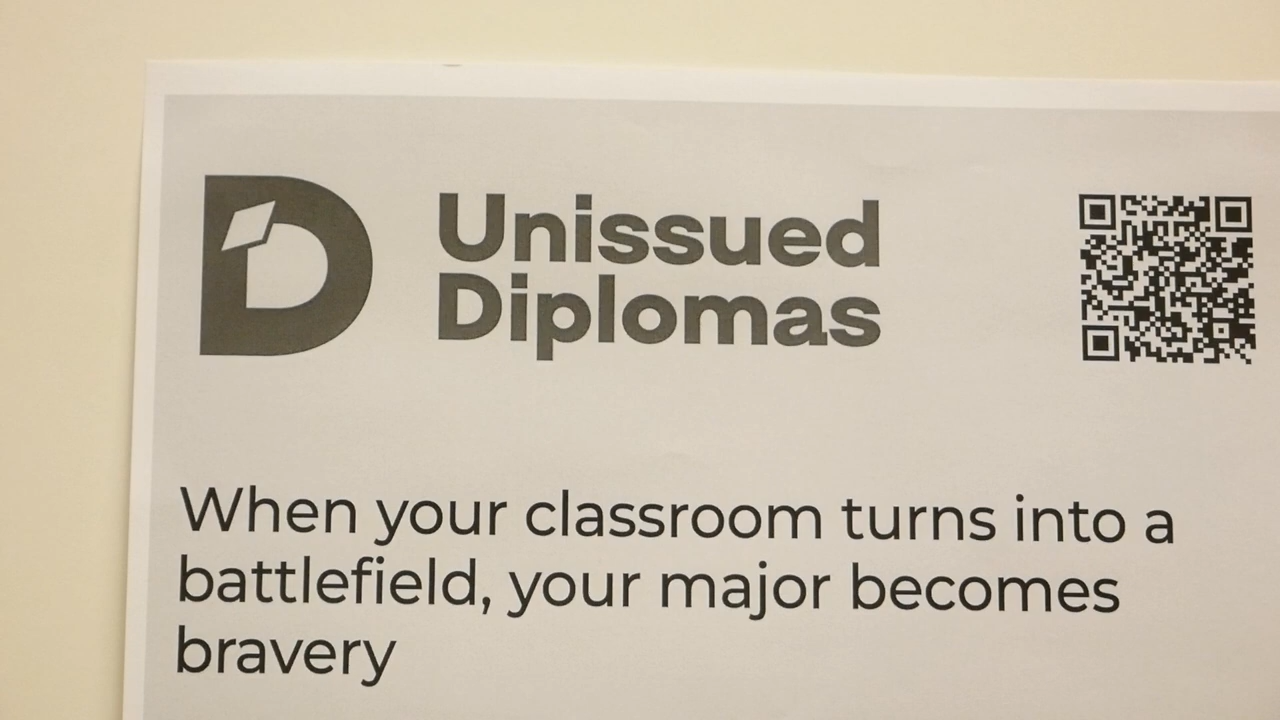 Unissued
Diplomas
When your classroom turns into a
battlefield, your major becomes
bravery